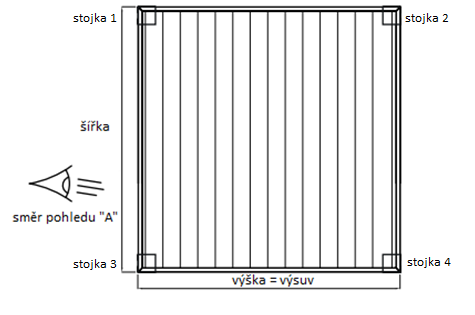 stojka 1
stojka 2
šířka
směr pohledu "A"
stojka 3
stojka 4
výška = výsuv